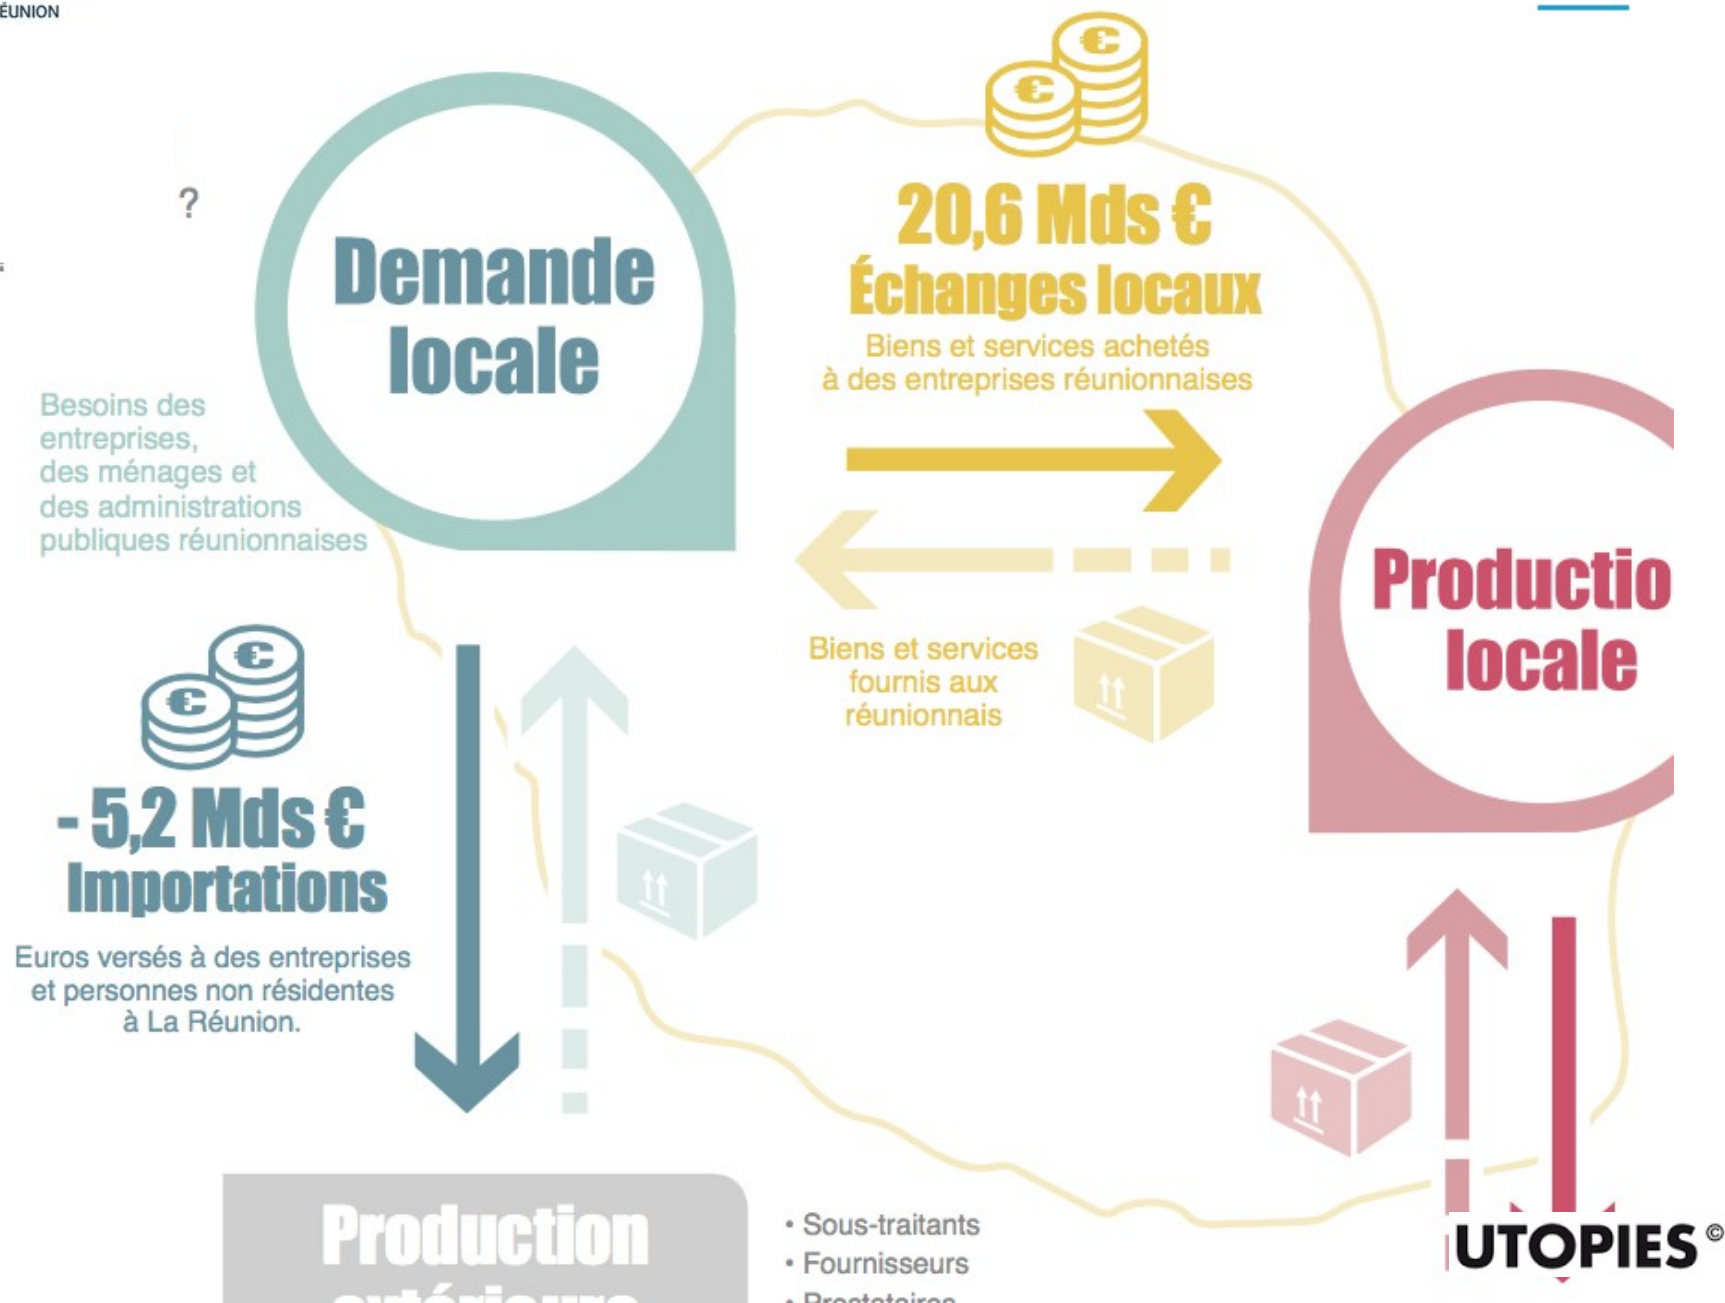 ÉUNION
?
Demande
locale
20,6 Mds €
Échanges locaux
Biens et services achetés
à des entreprises réunionnaises
Besoins des
entreprises,
des ménages et
des administrations
publiques réunionnaises
Productio
locale
Biens et services
fournis aux
réunionnais
- 5,2 Mds €
Importations
Euros versés à des entreprises
et personnes non résidentes
à La Réunion.
Production
extérieure
• Sous-traitants
• Fournisseurs
• Prestataires
UTOPIES©